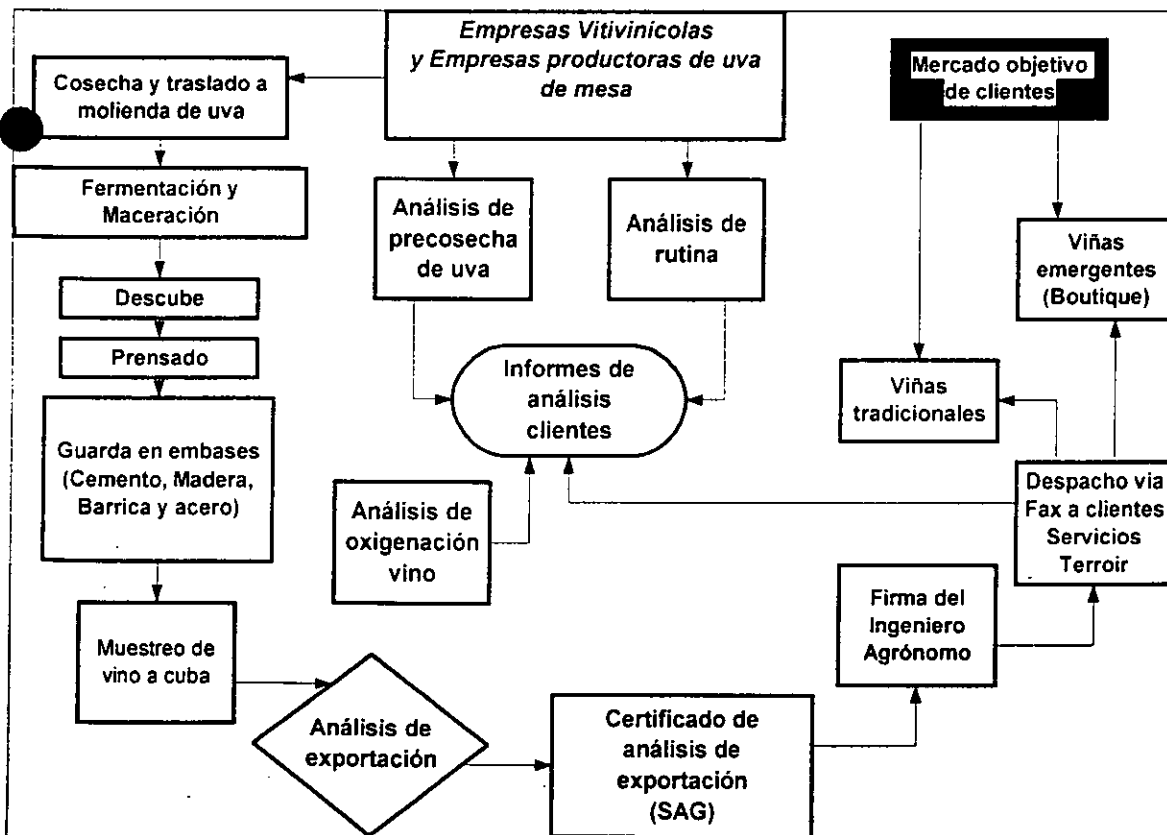 Empresas Vitivinícolas
y Empresas productoras de uva
de mesa
Mercado objetivo
de clientes
Cosecha y traslado a
molienda de uva
Fermentación y
Maceración
Análisis de
precosecha
de uva
Análisis de
rutina
Viñas
emergentes
(Boutique)
Descube
Prensado
Informes de
análisis
clientes
Viñas
tradicionales
Guarda en embases
(Cemento, Madera,
Barrica y acero)
Análisis de
oxigenación
vino
Despacho via
Fax a clientes
Servicios
Terroir
Firma del
Ingeniero
Agrónomo
Muestreo de
vino a cuba
Análisis de
exportación
Certificado de
análisis de
exportación
(SAG)